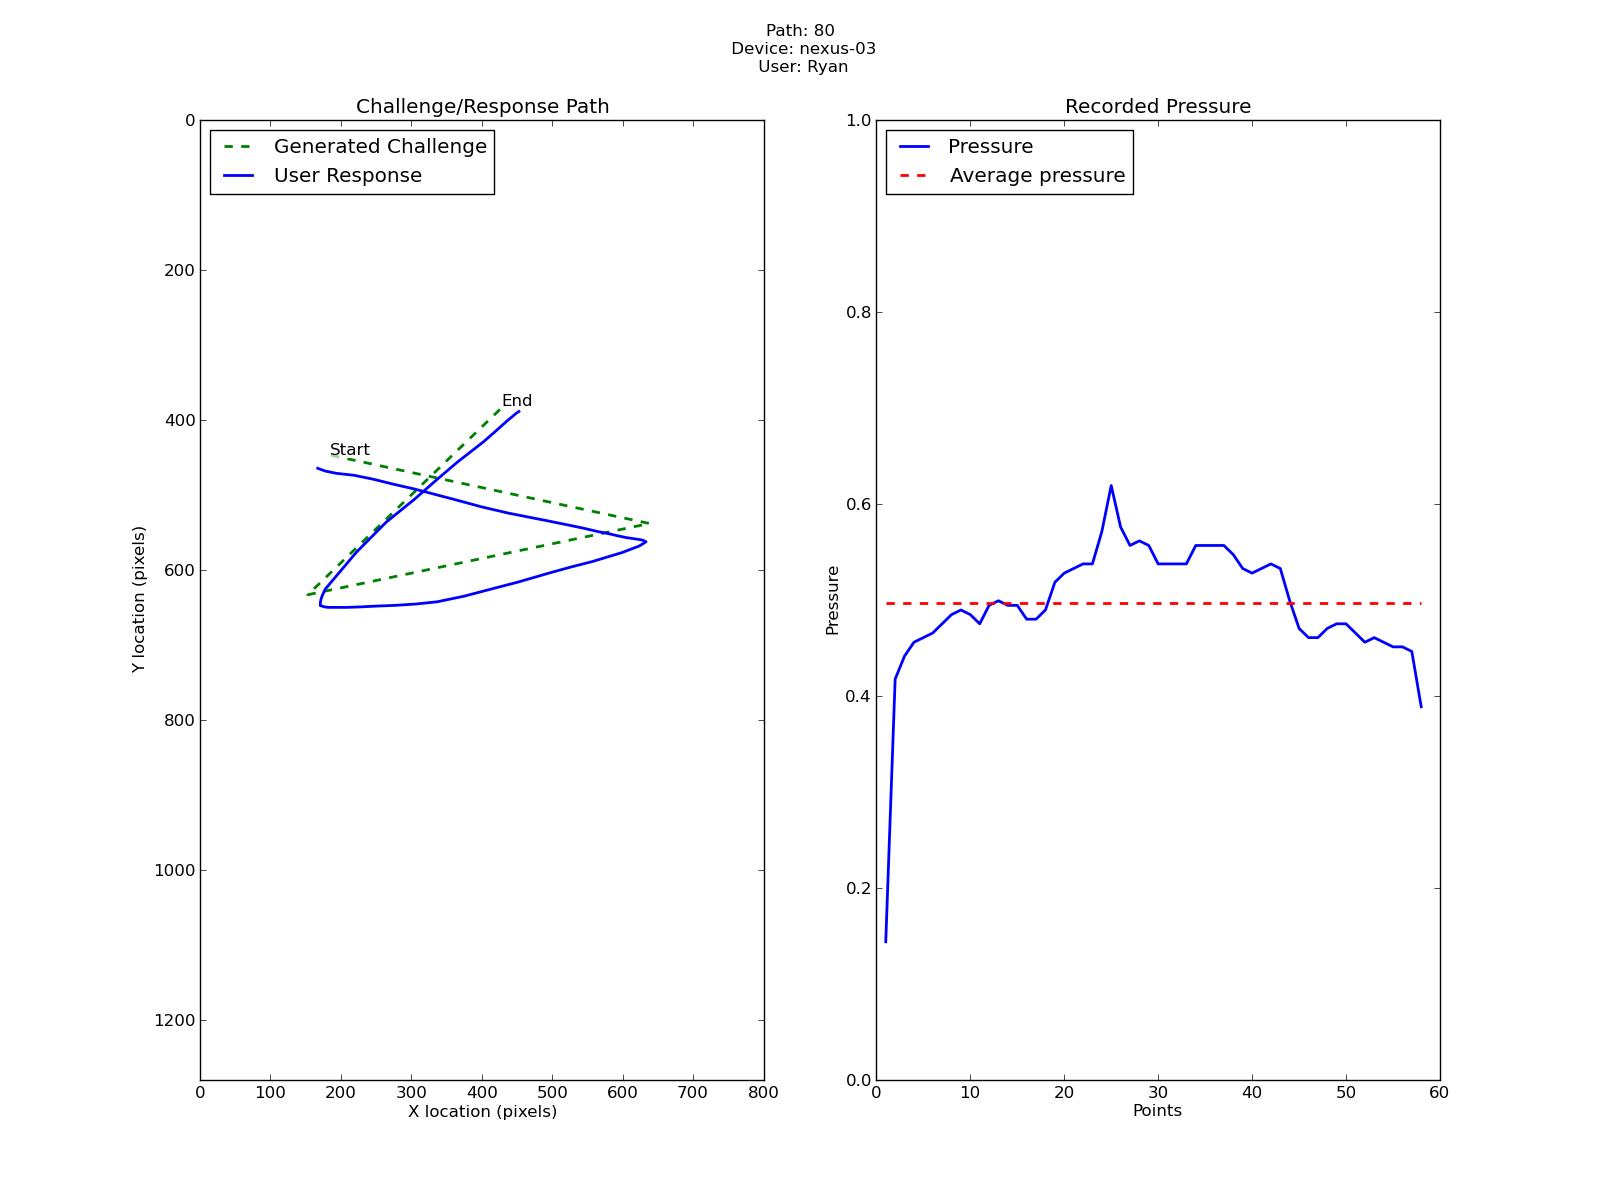 Path: 80
Device: nexus-03
User: Ryan
Challenge/Response Path
Generated Challenge
User Response
Start
End
0
200
400
600
800
1000
1200
Y location (pixels)
0 100 200 300 400 500 600 700 800
X location (pixels)
Recorded Pressure
Pressure
Average pressure
1.0
0.8
0.6
0.4
0.2
0.0
Pressure
0 10 20 30 40 50 60
Points